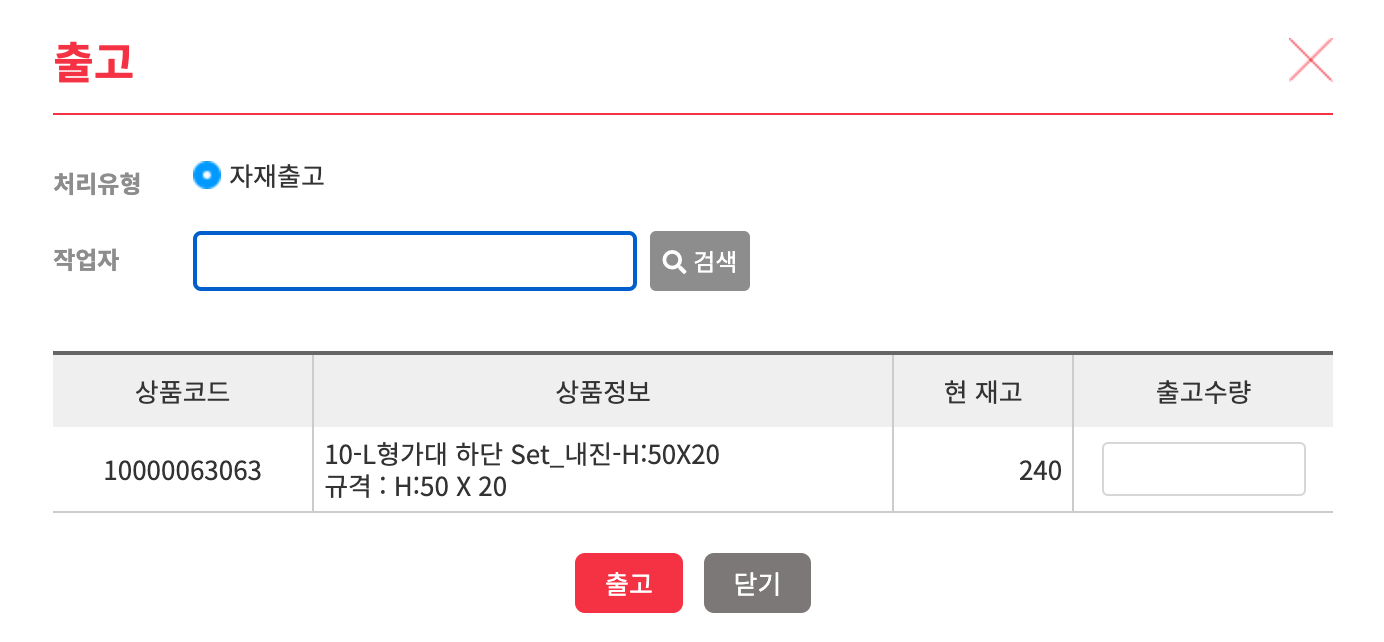 출고
처리유형
자재출고
작업자
검색
상품코드 상품정보 현 재고 출고수량
10000063063
10-L형가대 하단 Set_내진-H:50X20
규격 : H:50 X 20
240
출고 닫기